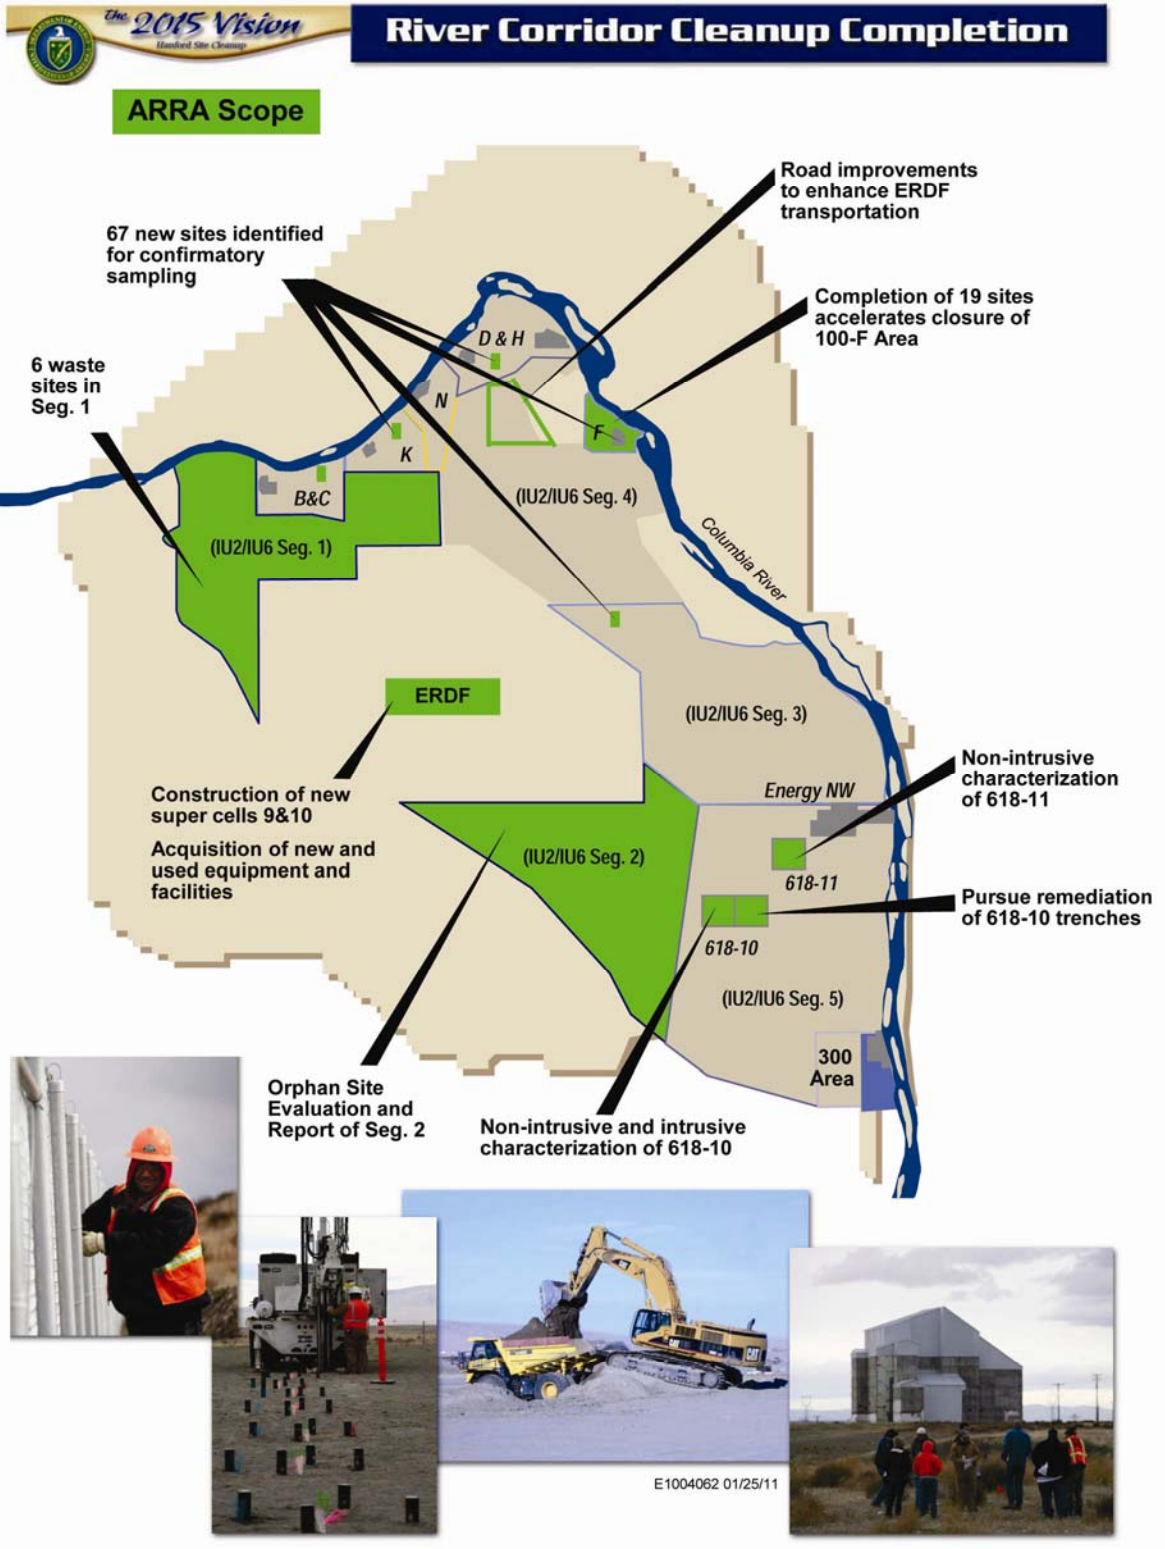 The 2015 Vision
Hanford Site Cleanup
River Corridor Cleanup Completion
ARRA Scope
Road improvements
to enhance ERDF
transportation
67 new sites identified
for confirmatory
sampling
Completion of 19 sites
accelerates closure of
100-F Area
6 waste
sites in
Seg. 1
D & H
N
F
K
B&C
(IU2/IU6 Seg. 4)
(IU2/IU6 Seg. 1)
Columbia River
ERDF
(IU2/IU6 Seg. 3)
Construction of new
super cells 9&10
Acquisition of new and
used equipment and
facilities
Energy NW
Non-intrusive
characterization
of 618-11
(IU2/IU6 Seg. 2)
618-11
Pursue remediation
of 618-10 trenches
618-10
(IU2/IU6 Seg. 5)
300
Area
Orphan Site
Evaluation and
Report of Seg. 2
Non-intrusive and intrusive
characterization of 618-10
CAT
E1004062 01/25/11